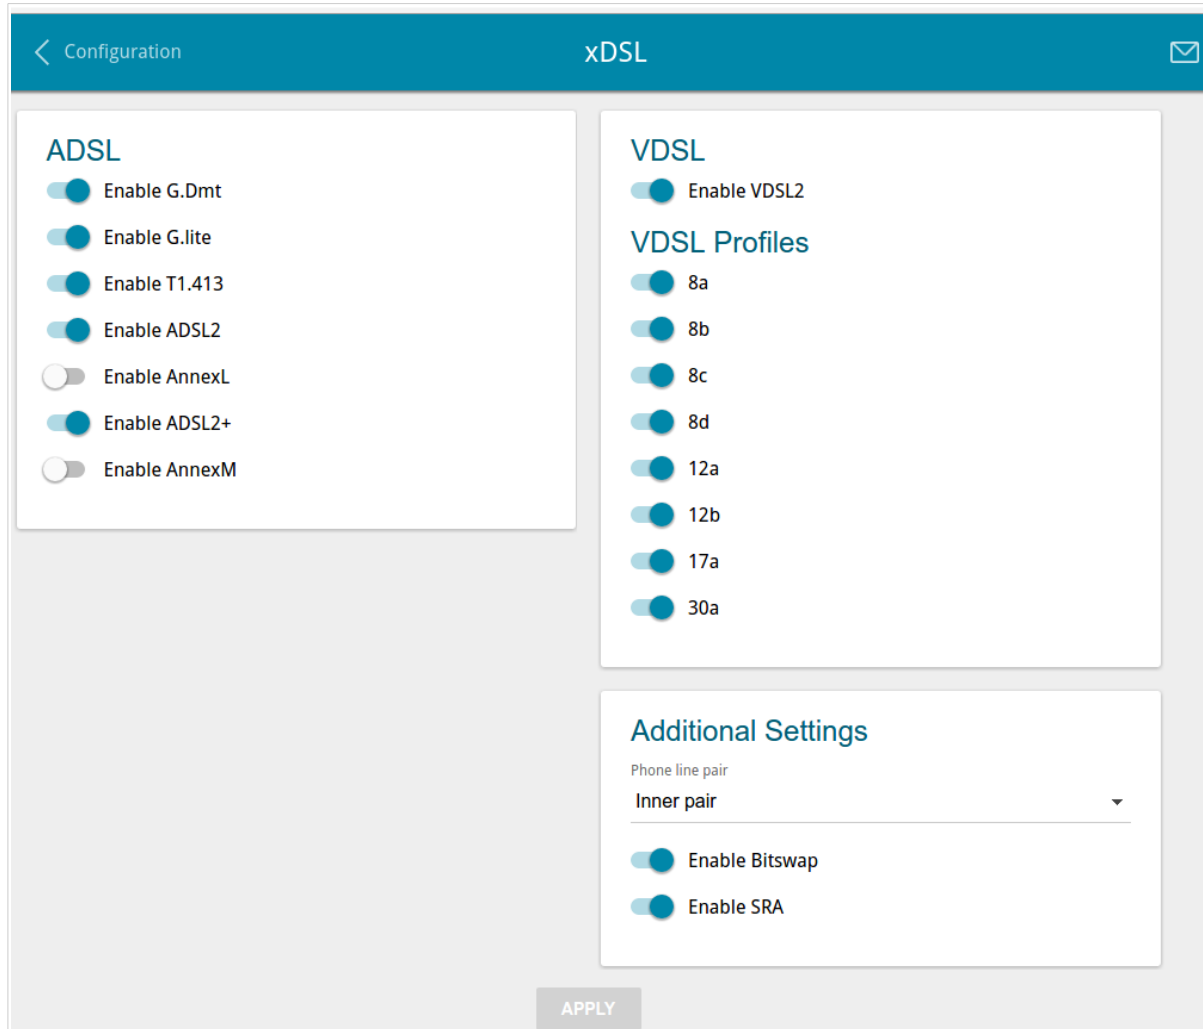 Configuration
xDSL
ADSL
Enable G.Dmt
Enable G.lite
Enable T1.413
Enable ADSL2
Enable AnnexL
Enable ADSL2+
Enable AnnexM
VDSL
Enable VDSL2
VDSL Profiles
8a
8b
8c
8d
12a
12b
17a
30a
Additional Settings
Phone line pair
Inner pair
Enable Bitswap
Enable SRA
APPLY